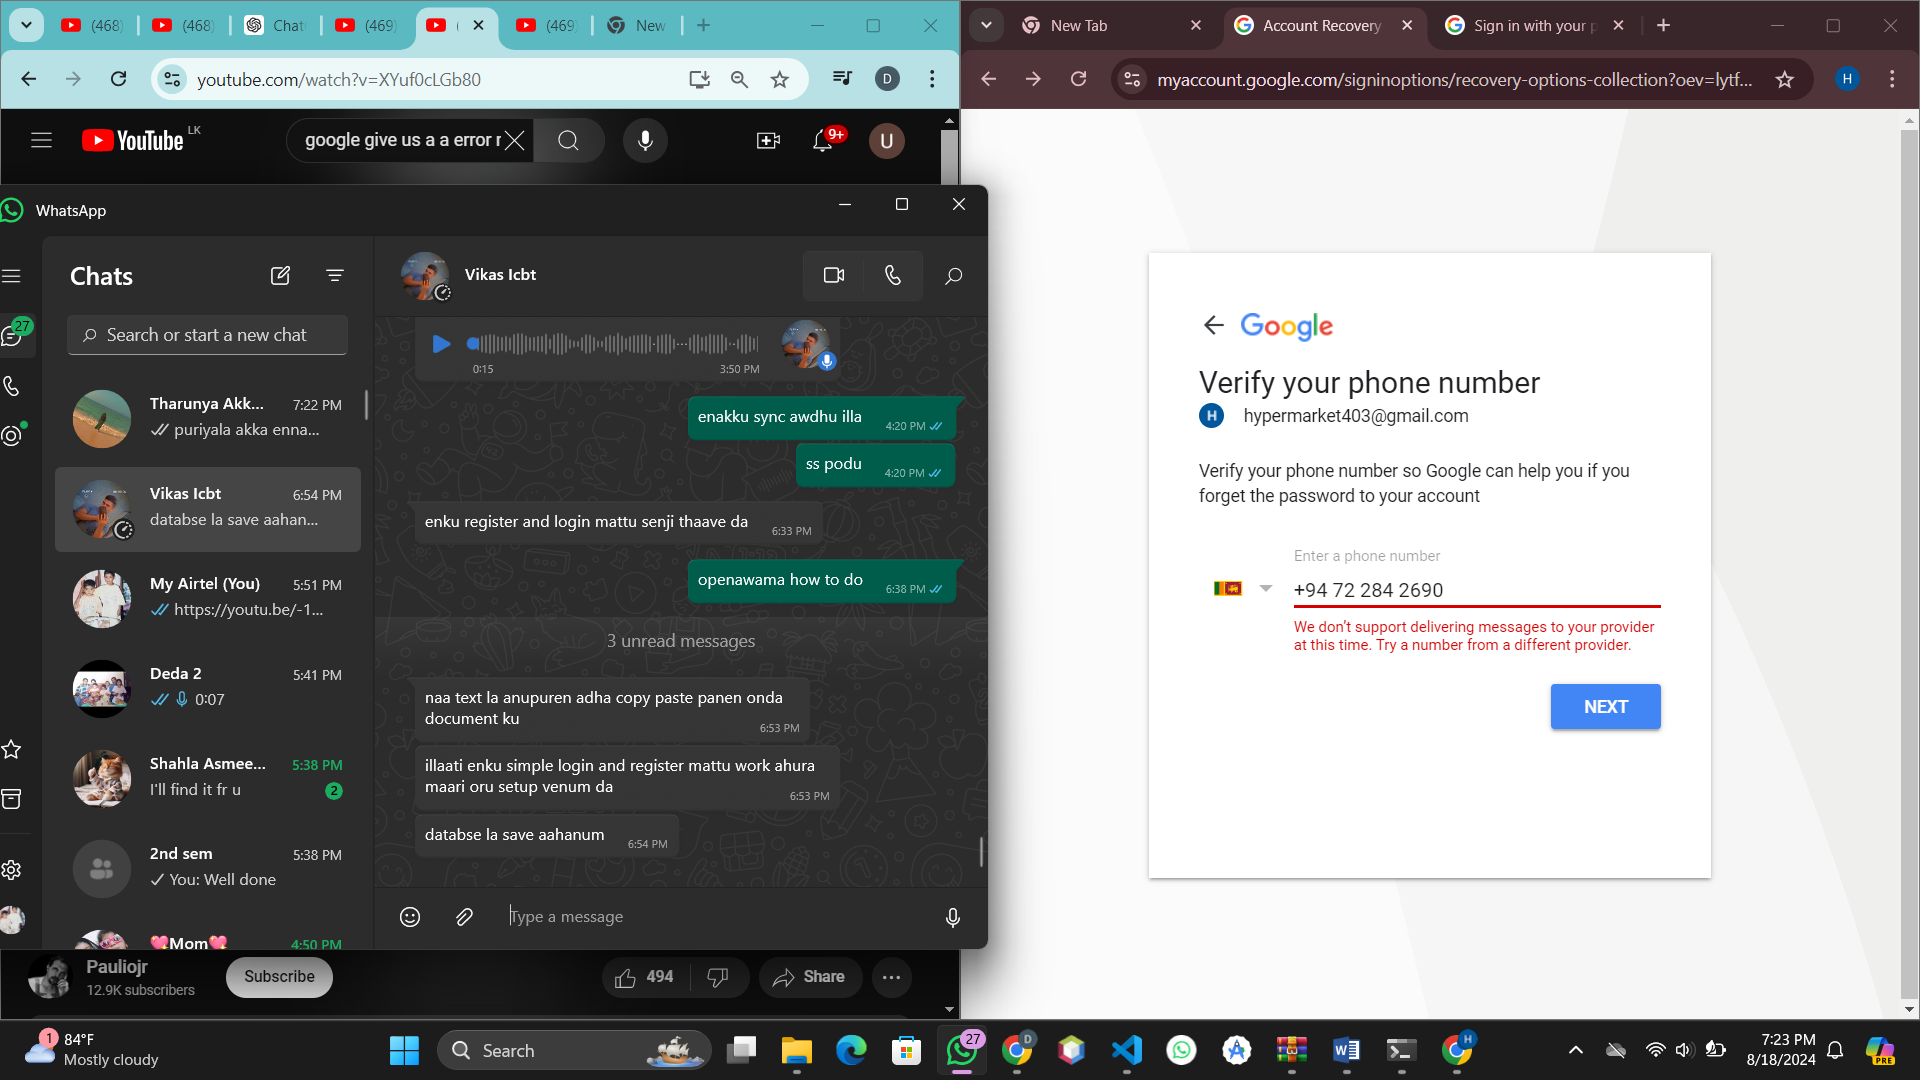 (468)
(468)
Chat
(469)
(
(469
New
youtube.com/watch?v=XYuf0cLGb80
D
YouTube LK
google give us a a error r
9+
U
WhatsApp
Chats
27
Search or start a new chat
Tharunya Akk... 7:22 PM
puriyala akka enna...
Vikas Icbt 6:54 PM
databse la save aahan...
My Airtel (You) 5:51 PM
https://youtu.be/-1...
Deda 2 5:41 PM
0:07
Shahla Asmee... 5:38 PM
I'll find it fr u 2
2nd sem 5:38 PM
You: Well done
💖Mom💖 4:50 PM
Vikas Icbt
0:15 3:50 PM
enakku sync awdhu illa 4:20 PM
ss podu 4:20 PM
enku register and login mattu senji thaave da 6:33 PM
openawama how to do 6:38 PM
3 unread messages
naa text la anupuren adha copy paste panen onda
document ku
6:53 PM
illaati enku simple login and register mattu work ahura
maari oru setup venum da
6:53 PM
databse la save aahanum 6:54 PM
Type a message
Pauliojr
12.9K subscribers
Subscribe
494
Share
New Tab
Account Recovery
Sign in with your p
myaccount.google.com/signinoptions/recovery-options-collection?oev=lytf...
H
Google
Verify your phone number
H hypermarket403@gmail.com
Verify your phone number so Google can help you if you
forget the password to your account
Enter a phone number
+94 72 284 2690
We don't support delivering messages to your provider
at this time. Try a number from a different provider.
NEXT
1
84°F
Mostly cloudy
Search
27
D
H
7:23 PM
8/18/2024
PRE